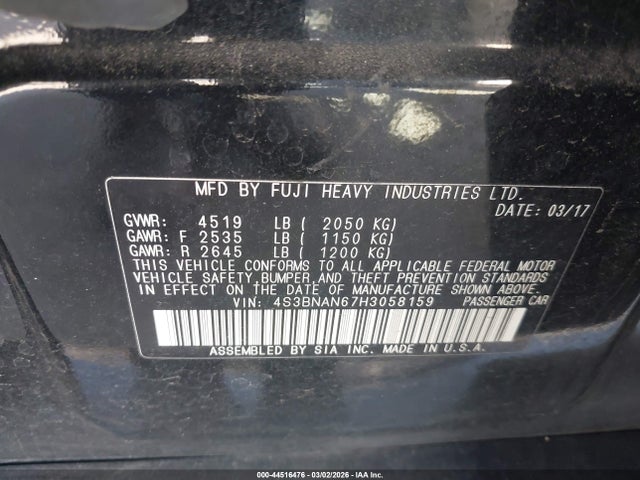 MFD BY FUJI HEAVY INDUSTRIES LTD.
DATE: 03/17
GVWR: 4519 LB ( 2050 KG)
GAWR: F 2535 LB ( 1150 KG)
GAWR: R 2645 LB ( 1200 KG)
THIS VEHICLE CONFORMS TO ALL APPLICABLE FEDERAL MOTOR
VEHICLE SAFETY, BUMPER, AND THEFT PREVENTION STANDARDS
IN EFFECT ON THE DATE OF MANUFACTURE SHOWN ABOVE.
VIN: 4S3BNAN67H3058159 PASSENGER CAR
ASSEMBLED BY SIA INC. MADE IN U.S.A.
000-44516476 - 03/02/2026 - IAA Inc.